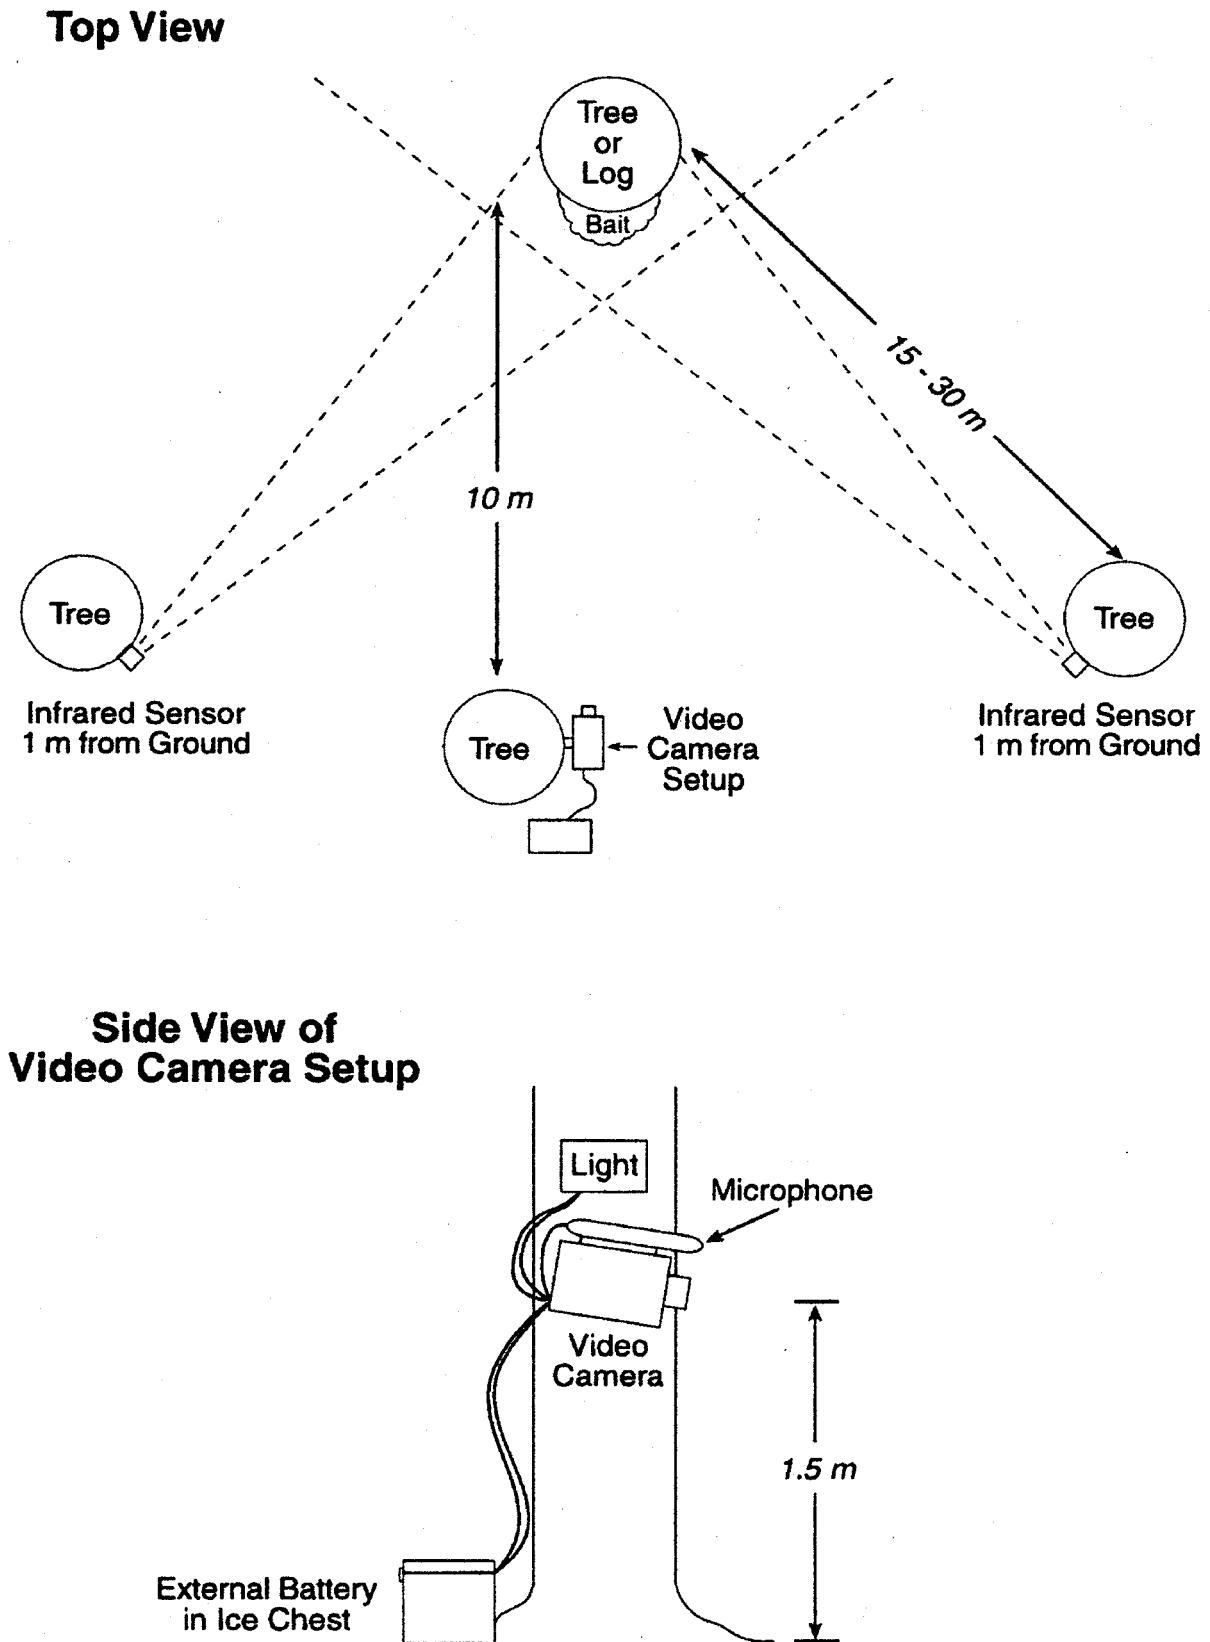 Top View
Tree
or
Log
Bait
15 - 30 m
10 m
Tree
Tree
Infrared Sensor
1 m from Ground
Tree
Video
Camera
Setup
Infrared Sensor
1 m from Ground
Side View of
Video Camera Setup
Light
Microphone
Video
Camera
1.5 m
External Battery
in Ice Chest